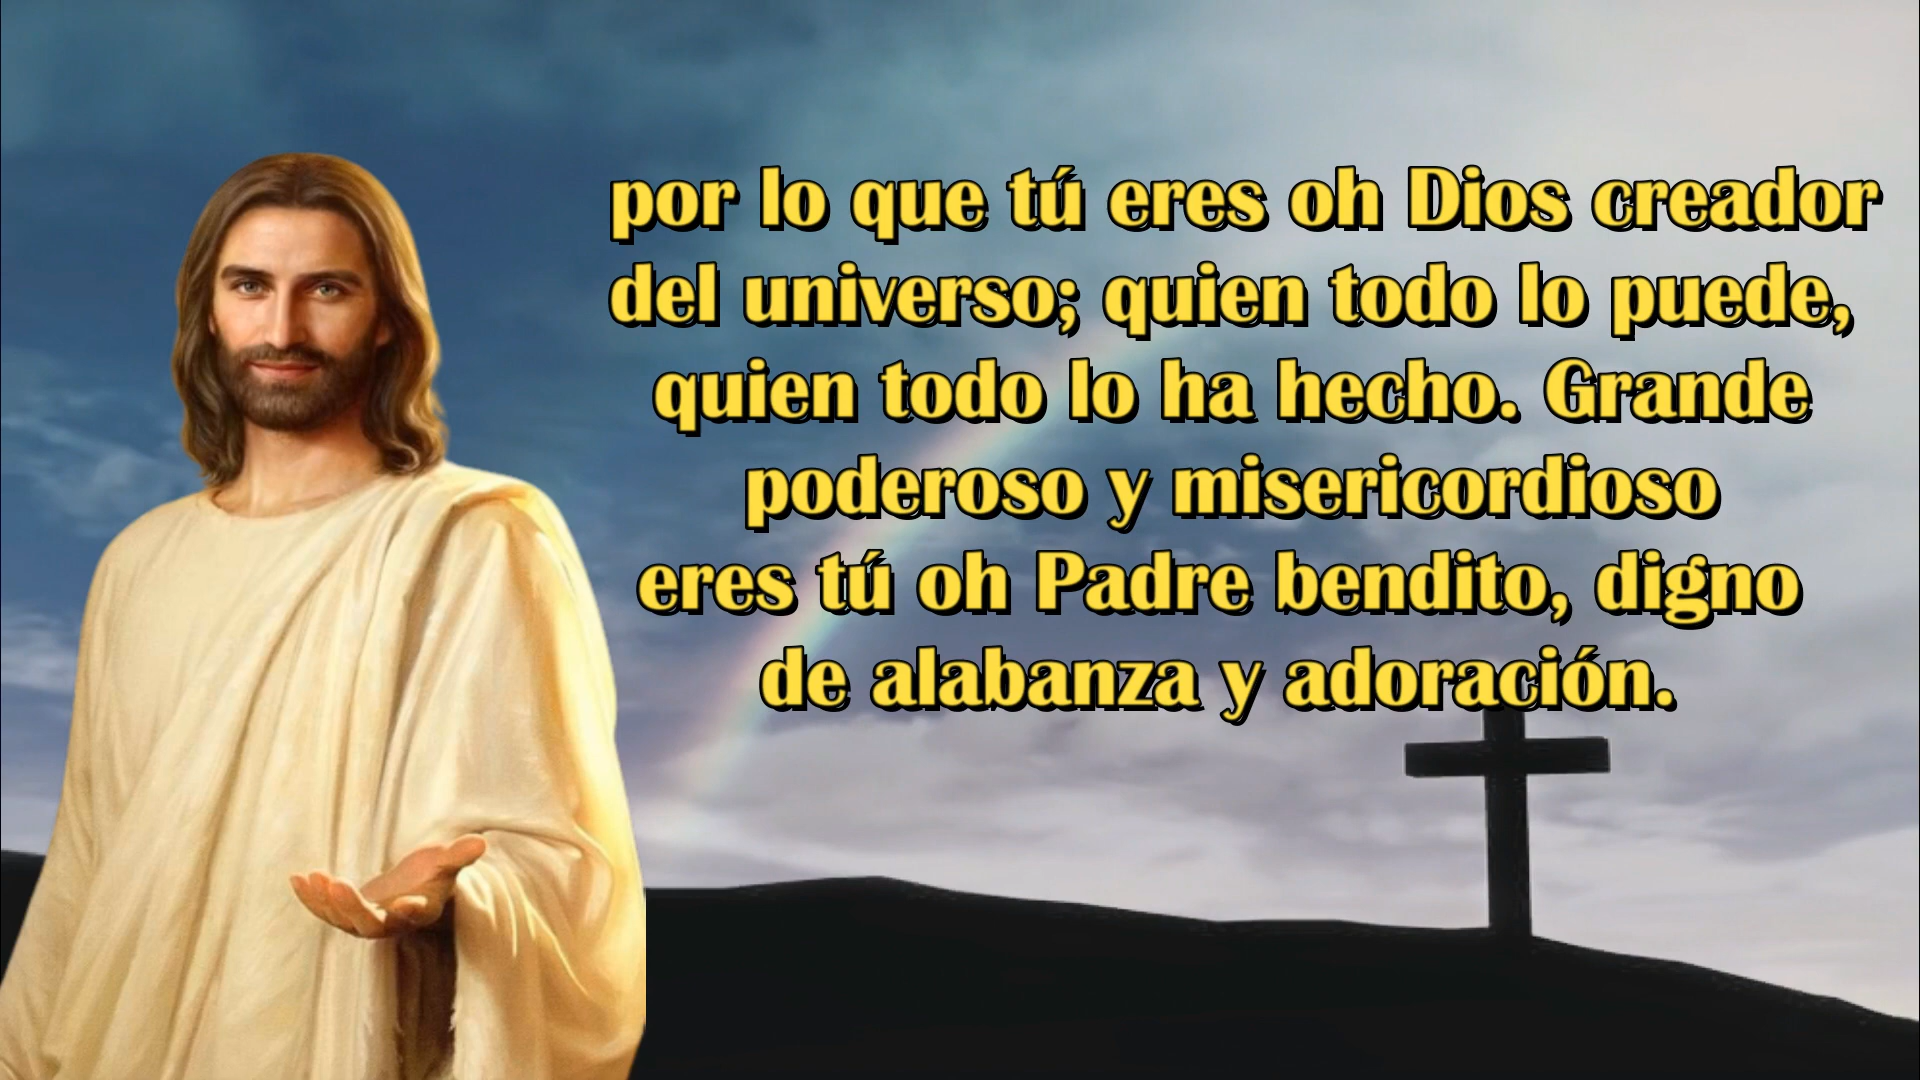 por lo que tú eres oh Dios creador
del universo; quien todo lo puede,
quien todo lo ha hecho. Grande
poderoso y misericordioso
eres tú oh Padre bendito, digno
de alabanza y adoración.